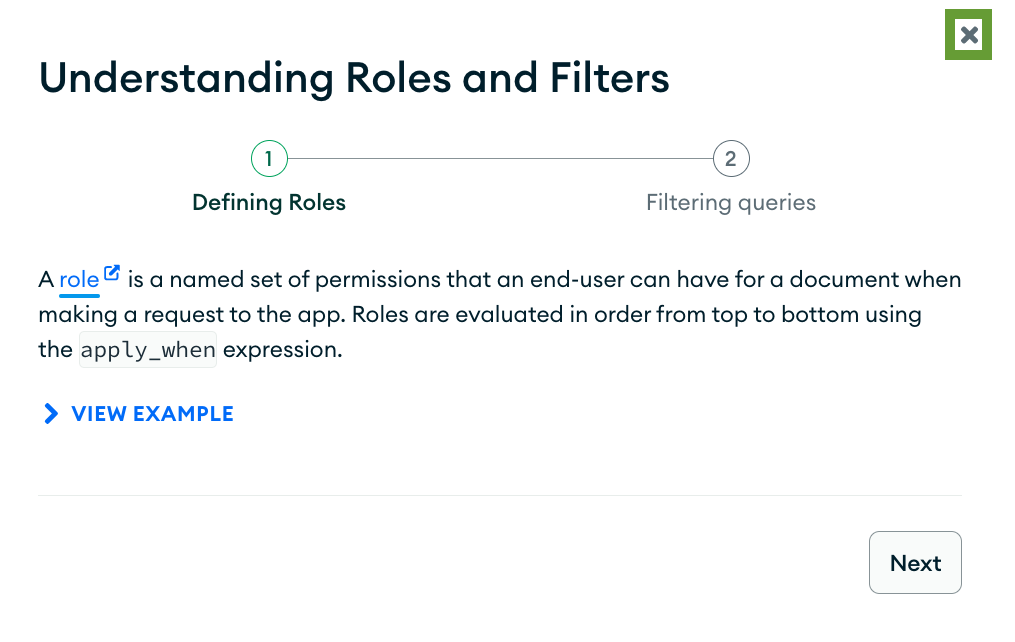 Understanding Roles and Filters
1
2
Defining Roles
Filtering queries
A role is a named set of permissions that an end-user can have for a document when
making a request to the app. Roles are evaluated in order from top to bottom using
the apply_when expression.
VIEW EXAMPLE
Next